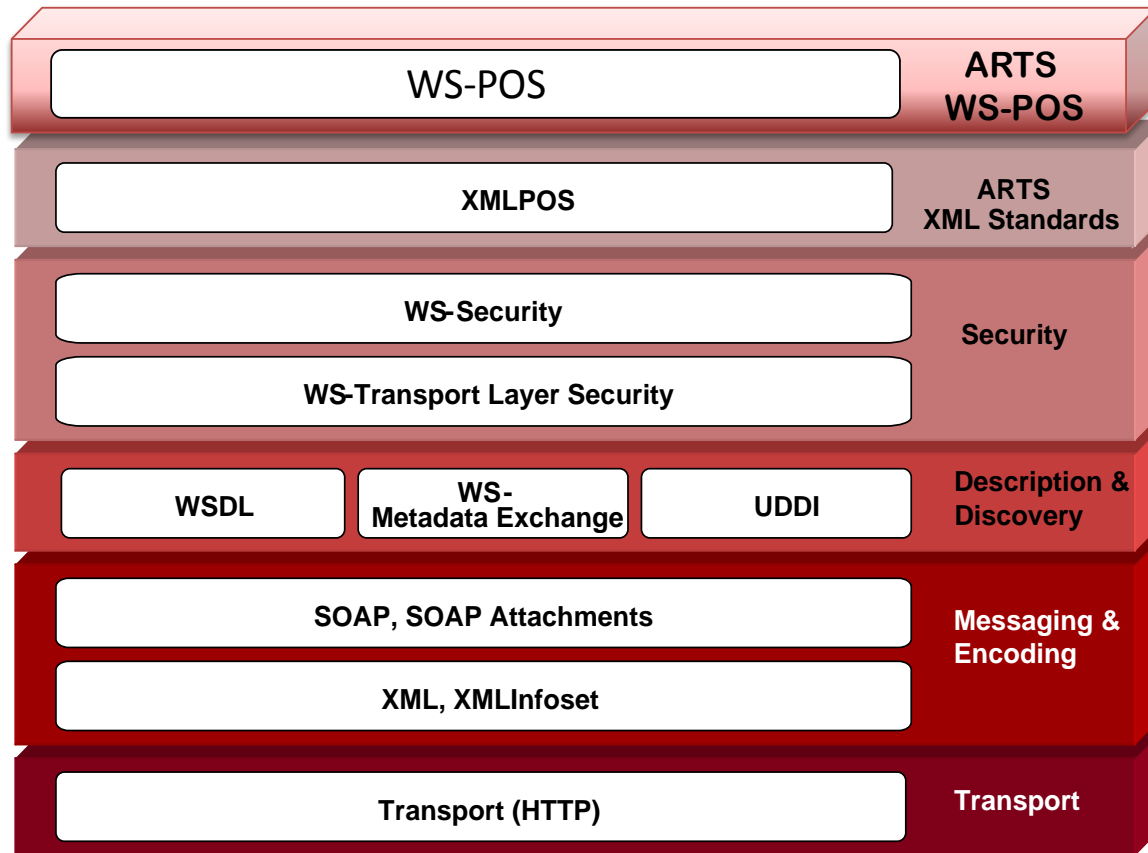 WS-POS
ARTS
WS-POS
XMLPOS
ARTS
XML Standards
WS-Security
WS-Transport Layer Security
Security
WSDL
WS-
Metadata Exchange
UDDI
Description &
Discovery
SOAP, SOAP Attachments
XML, XMLInfoset
Messaging &
Encoding
Transport (HTTP)
Transport